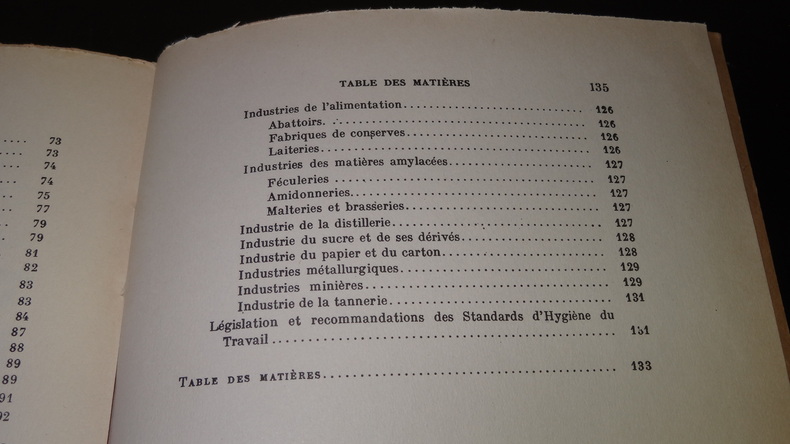 .... 73
... 73
... 74
... 74
... 75
... 77
.. 79
. 79
. 81
. 82
83
83
84
87
88
89
89
91
92
TABLE DES MATIÈRES 135
Industries de l'alimentation.............................. 126
Abattoirs. ...................................... 126
Fabriques de conserves........................... 126
Laiteries........................................ 126
Industries des matières amylacées..................... 127
Féculeries ...................................... 127
Amidonneries..................................... 127
Malteries et brasseries............................ 127
Industrie de la distillerie................................ 127
Industrie du sucre et de ses dérivés.................... 128
Industrie du papier et du carton........................ 128
Industries métallurgiques............................... 129
Industries minières..................................... 129
Industrie de la tannerie................................. 131
Législation et recommandations des Standards d'Hygiène du
Travail .................................................. 131
TABLE DES MATIÈRES........................................ 133